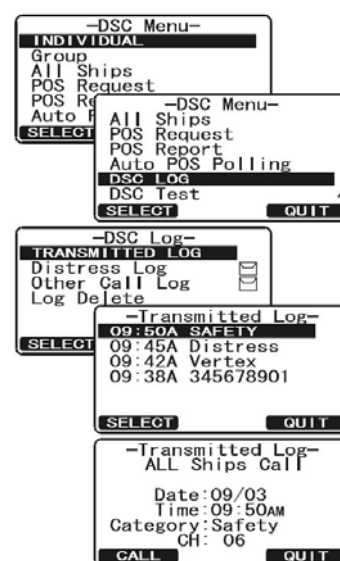 –DSC Menu–
INDIVIDUAL
Group
All Ships
POS Request
POS
Auto
SELECT
–DSC Menu–
All Ships
POS Request
POS Report
Auto POS Polling
DSC LOG
DSC Test
SELECT QUIT
–DSC Log–
TRANSMITTED LOG
Distress Log
Other Call Log
Log Delete
SELECT
–Transmitted Log–
09:50A SAFETY
09:45A Distress
09:42A Vertex
09:38A 345678901
SELECT QUIT
–Transmitted Log–
ALL Ships Call
Date:09/03
Time:09:50AM
Category:Safety
CH: 06
CALL QUIT